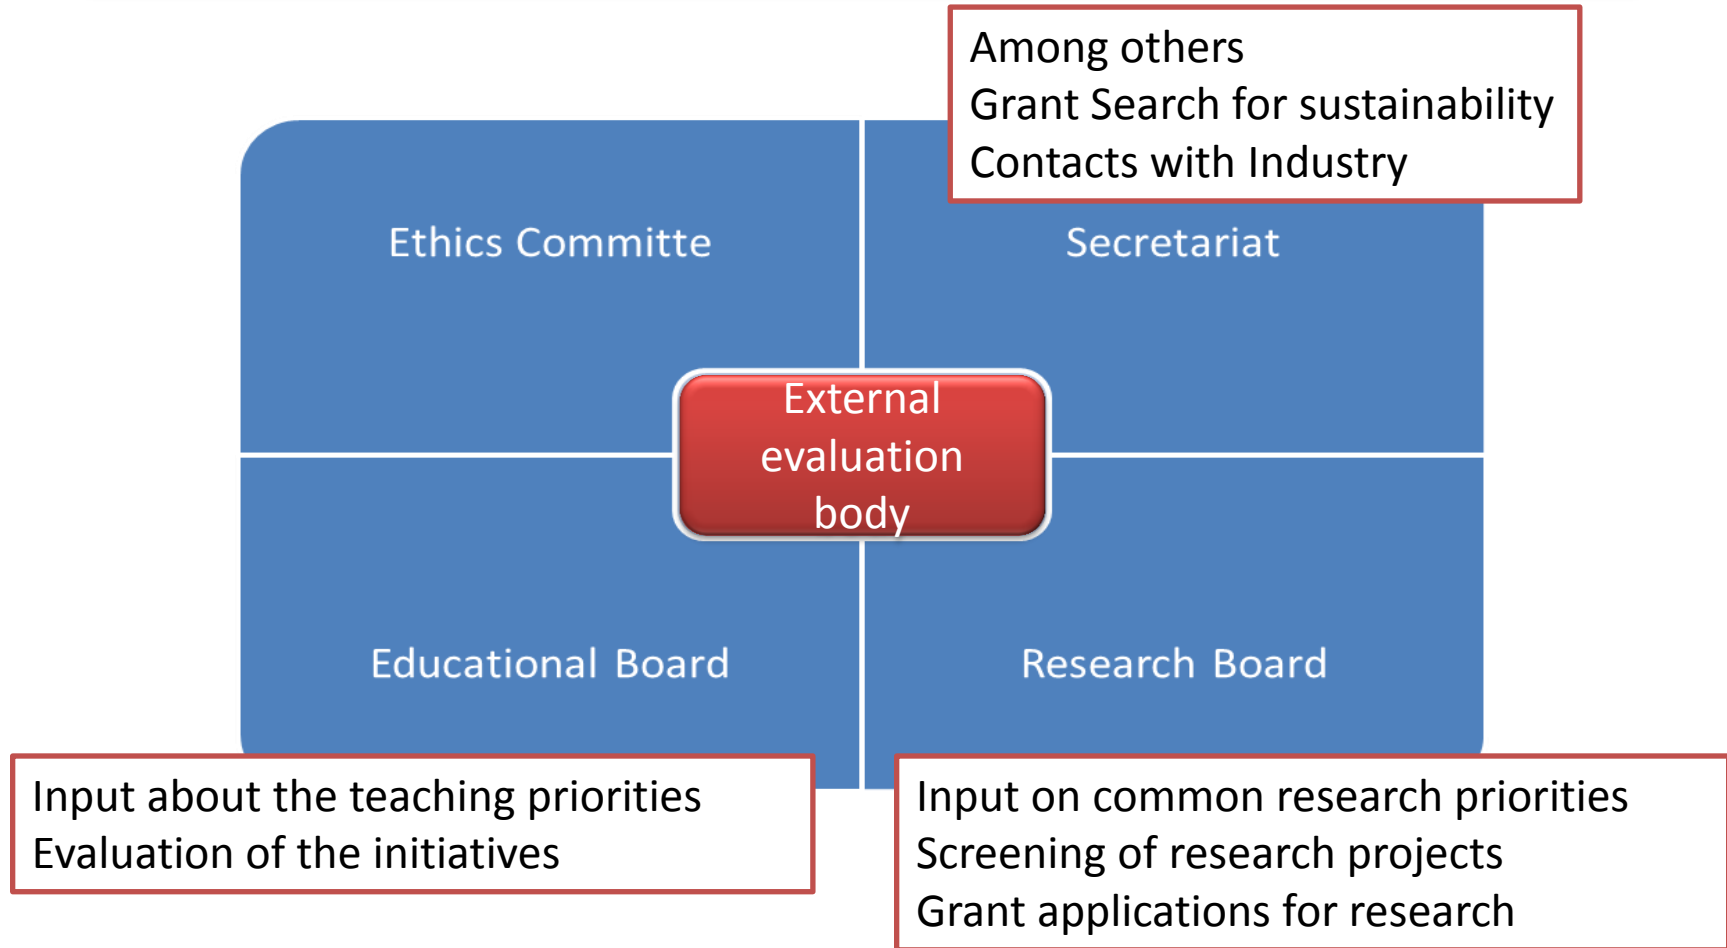 Among others
Grant Search for sustainability
Contacts with Industry
Ethics Committe
Secretariat
External
evaluation
body
Educational Board
Research Board
Input about the teaching priorities
Evaluation of the initiatives
Input on common research priorities
Screening of research projects
Grant applications for research